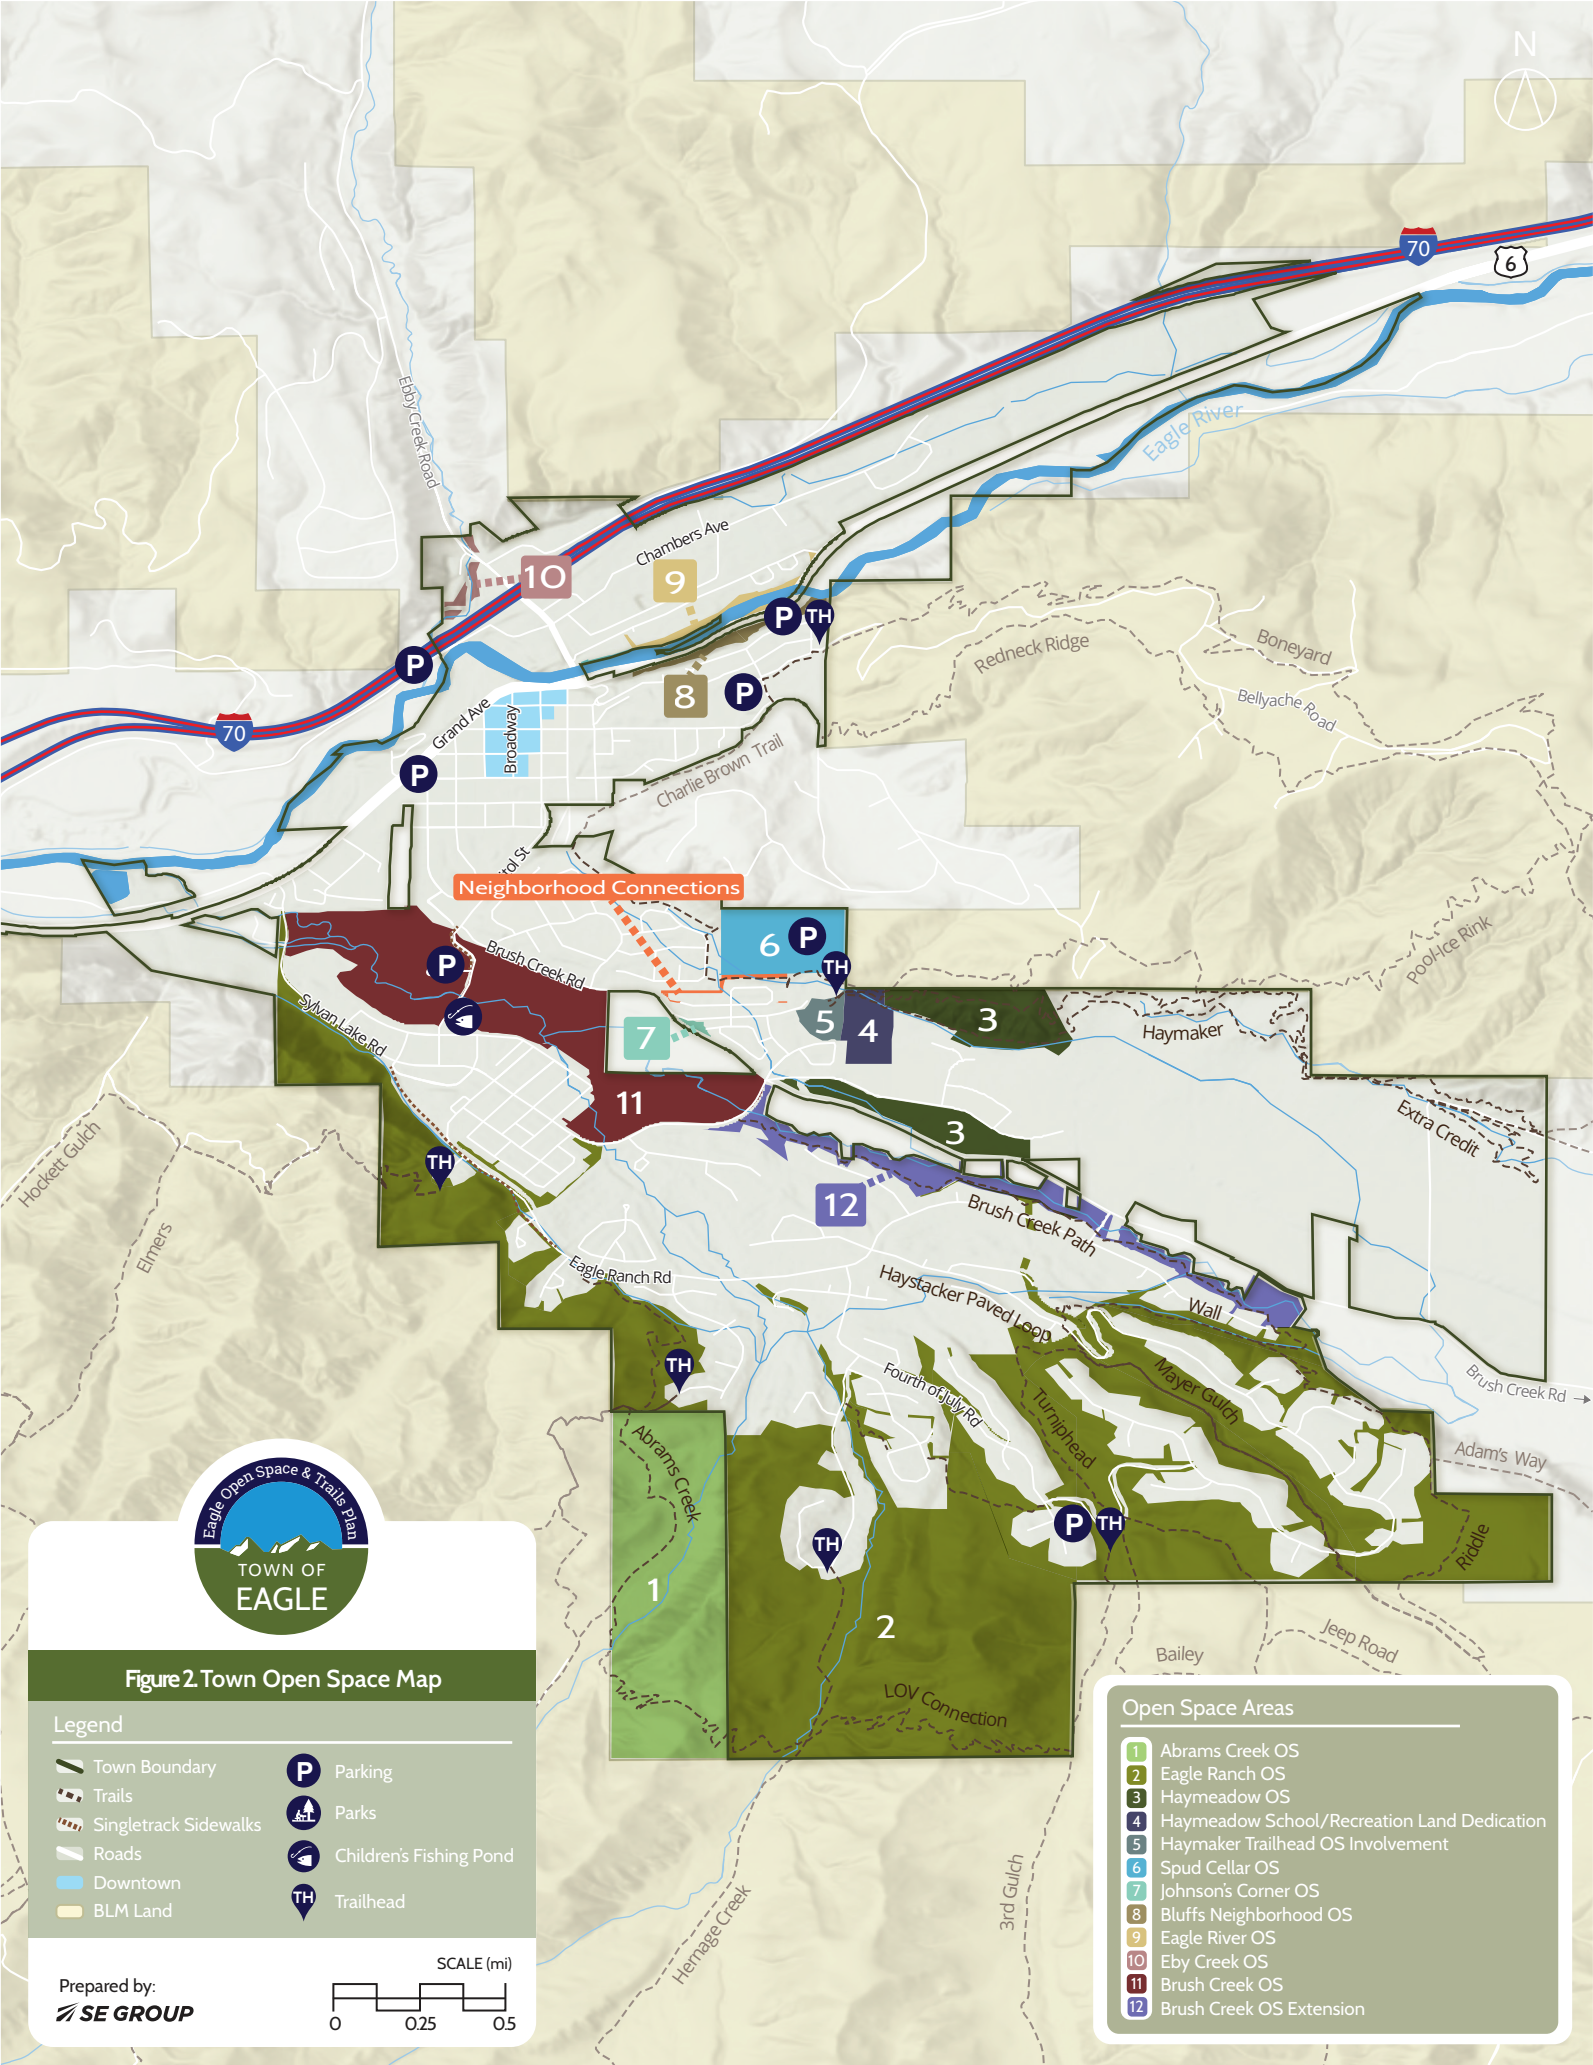 N
70
6
Ebby Creek Road
Eagle River
Chambers Ave
10
9
P
TH
Redneck Ridge
Boneyard
P
8
P
Bellyache Road
70
Grand Ave
Broadway
P
Charlie Brown Trail
itol St
Neighborhood Connections
6
P
TH
Pool-Ice Rink
Brush Creek Rd
P
Sylvan Lake Rd
7
5
4
3
Haymaker
11
3
Extra Credit
Hockett Gulch
TH
12
Brush Creek Path
Elmers
Eagle Ranch Rd
Haystacker Paved Loop
Wall
TH
Fourth of July Rd
Mayer Gulch
Brush Creek Rd
Turniphead
Abrams Creek
Adam's Way
P
TH
TH
Riddle
1
2
Bailey
Jeep Road
LOV Connection
3rd Gulch
Hernage Creek
Eagle Open Space & Trails Plan
TOWN OF
EAGLE
Figure 2. Town Open Space Map
Legend
Town Boundary
Trails
Singletrack Sidewalks
Roads
Downtown
BLM Land
P Parking
Parks
Children's Fishing Pond
TH Trailhead
Prepared by:
SE GROUP
SCALE (mi)
0 0.25 0.5
Open Space Areas
1 Abrams Creek OS
2 Eagle Ranch OS
3 Haymeadow OS
4 Haymeadow School/Recreation Land Dedication
5 Haymaker Trailhead OS Involvement
6 Spud Cellar OS
7 Johnson's Corner OS
8 Bluffs Neighborhood OS
9 Eagle River OS
10 Eby Creek OS
11 Brush Creek OS
12 Brush Creek OS Extension